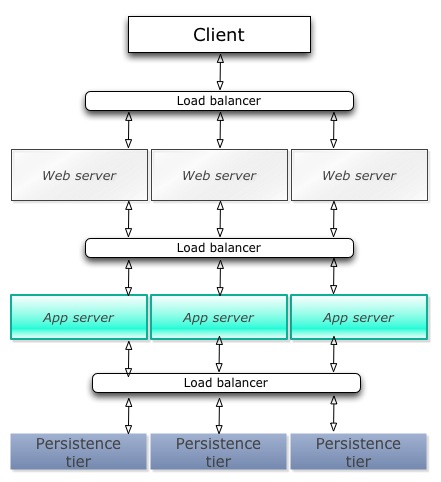 Client
Load balancer
Web server Web server Web server
Load balancer
App server App server App server
Load balancer
Persistence Persistence Persistence
tier tier tier